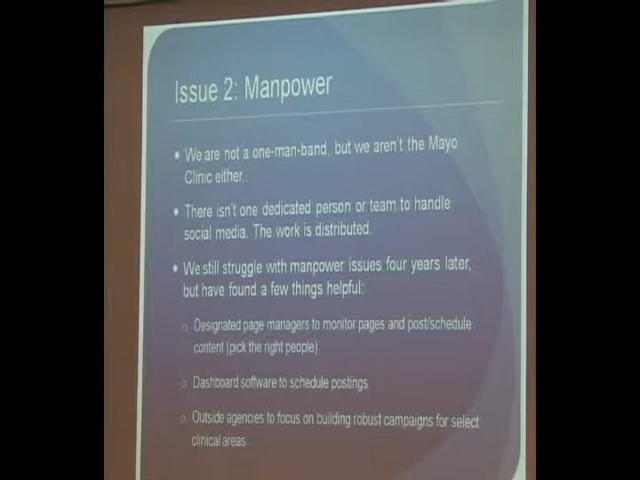 Issue 2: Manpower
• We are not a one-man-band, but we aren't the Mayo
Clinic either.
• There isn't one dedicated person or team to handle
social media. The work is distributed.
• We still struggle with manpower issues four years later,
but have found a few things helpful:
○ Designated page managers to monitor pages and post/schedule
content (pick the right people)
○ Dashboard software to schedule postings
○ Outside agencies to focus on building robust campaigns for select
clinical areas